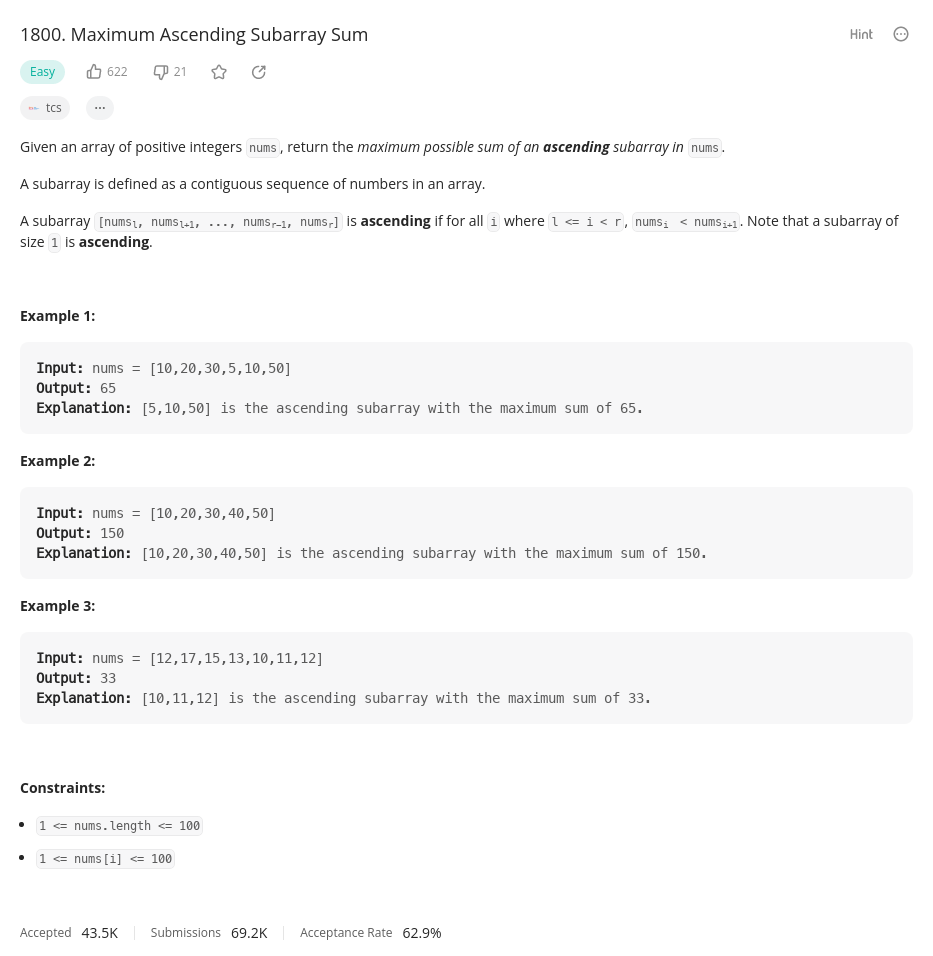 1800. Maximum Ascending Subarray Sum
Hint
Easy 622 21
tcs ...
Given an array of positive integers nums, return the maximum possible sum of an ascending subarray in nums.
A subarray is defined as a contiguous sequence of numbers in an array.
A subarray [numsl, numsl+1, ..., numsr-1, numsr] is ascending if for all i where l <= i < r, numsi < numsi+1. Note that a subarray of
size 1 is ascending.
Example 1:
Input: nums = [10,20,30,5,10,50]
Output: 65
Explanation: [5,10,50] is the ascending subarray with the maximum sum of 65.
Example 2:
Input: nums = [10,20,30,40,50]
Output: 150
Explanation: [10,20,30,40,50] is the ascending subarray with the maximum sum of 150.
Example 3:
Input: nums = [12,17,15,13,10,11,12]
Output: 33
Explanation: [10,11,12] is the ascending subarray with the maximum sum of 33.
Constraints:
1 <= nums.length <= 100
1 <= nums[i] <= 100
Accepted 43.5K Submissions 69.2K Acceptance Rate 62.9%